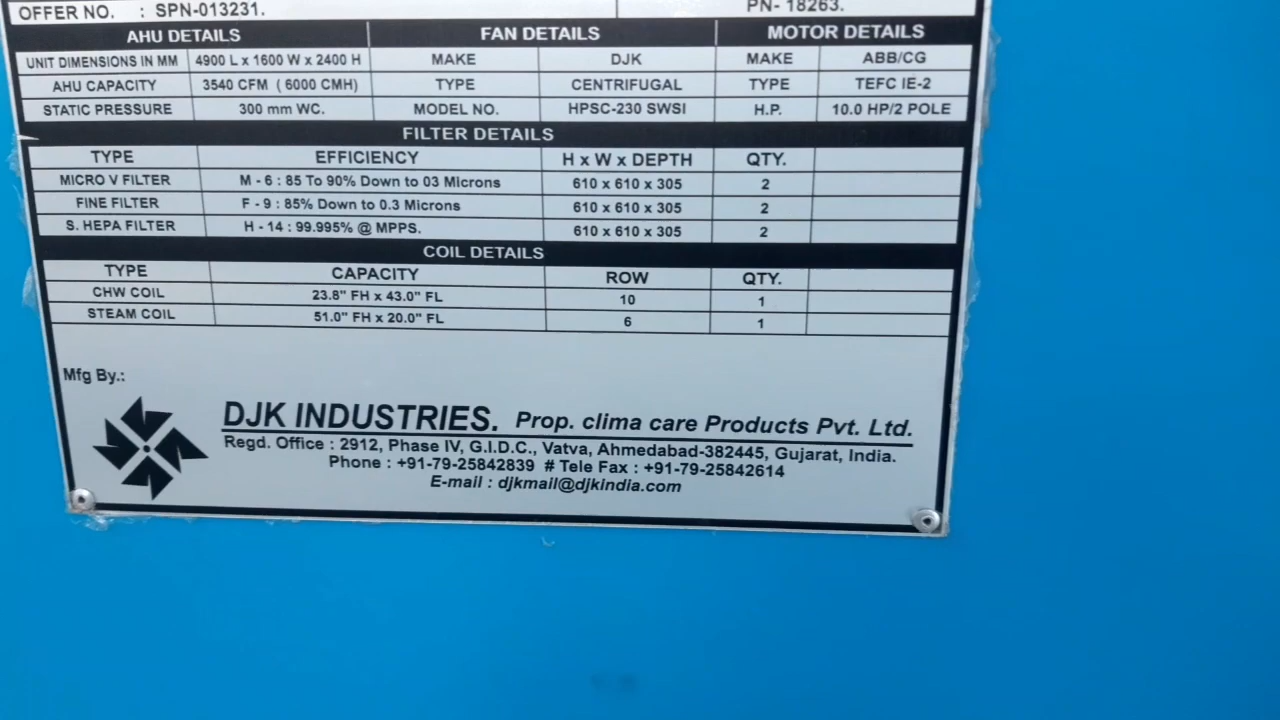 OFFER NO. : SPN-013231. PN- 18263.
AHU DETAILS FAN DETAILS MOTOR DETAILS
UNIT DIMENSIONS IN MM 4900 L x 1600 W x 2400 H MAKE DJK MAKE ABB/CG
AHU CAPACITY 3540 CFM ( 6000 CMH) TYPE CENTRIFUGAL TYPE TEFC IE-2
STATIC PRESSURE 300 mm WC. MODEL NO. HPSC-230 SWSI H.P. 10.0 HP/2 POLE
FILTER DETAILS
TYPE EFFICIENCY H x W x DEPTH QTY.
MICRO V FILTER M - 6 : 85 To 90% Down to 03 Microns 610 x 610 x 305 2
FINE FILTER F - 9 : 85% Down to 0.3 Microns 610 x 610 x 305 2
S. HEPA FILTER H - 14 : 99.995% @ MPPS. 610 x 610 x 305 2
COIL DETAILS
TYPE CAPACITY ROW QTY.
CHW COIL 23.8" FH x 43.0" FL 10 1
STEAM COIL 51.0" FH x 20.0" FL 6 1
Mfg By.:
DJK INDUSTRIES. Prop. clima care Products Pvt. Ltd.
Regd. Office : 2912, Phase IV, G.I.D.C., Vatva, Ahmedabad-382445, Gujarat, India.
Phone : +91-79-25842839 # Tele Fax : +91-79-25842614
E-mail : djkmail@djkindia.com